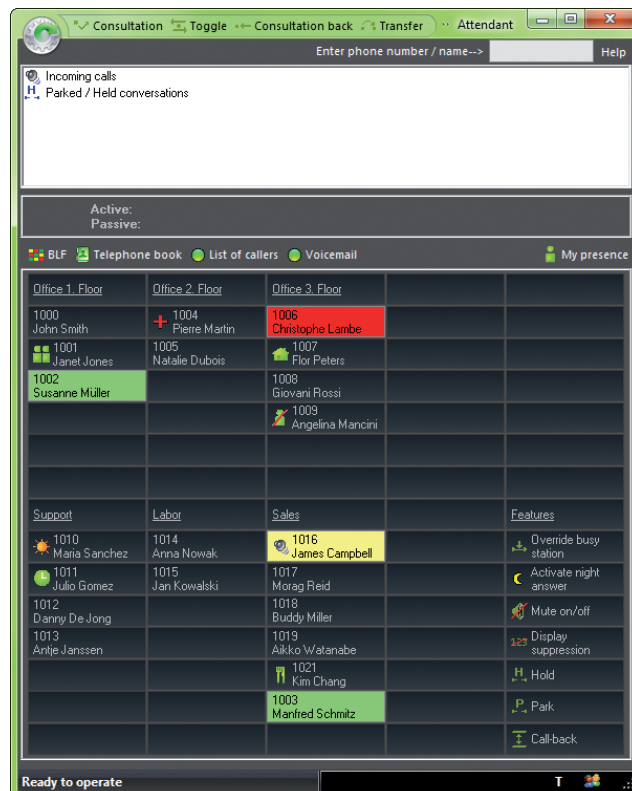 Consultation Toggle Consultation back Transfer Attendant
Enter phone number / name--> Help
Incoming calls
H Parked / Held conversations
Active:
Passive:
BLF Telephone book List of callers Voicemail My presence
Office 1. Floor Office 2. Floor Office 3. Floor
1000 1004 1006
John Smith Pierre Martin Christophe Lambe
1001 1005 1007
Janet Jones Natalie Dubois Flor Peters
1002 1008
Susanne Müller Giovani Rossi
1009
Angelina Mancini
Support Labor Sales Features
1010 1014 1016 Override busy
Maria Sanchez Anna Nowak James Campbell station
1011 1015 1017 Activate night
Julio Gomez Jan Kowalski Morag Reid answer
1012 1018 Mute on/off
Danny De Jong Buddy Miller
1013 1019 123 Display
Antje Janssen Aikko Watanabe suppression
1021 H Hold
Kim Chang
1003 P Park
Manfred Schmitz
Call-back
Ready to operate T